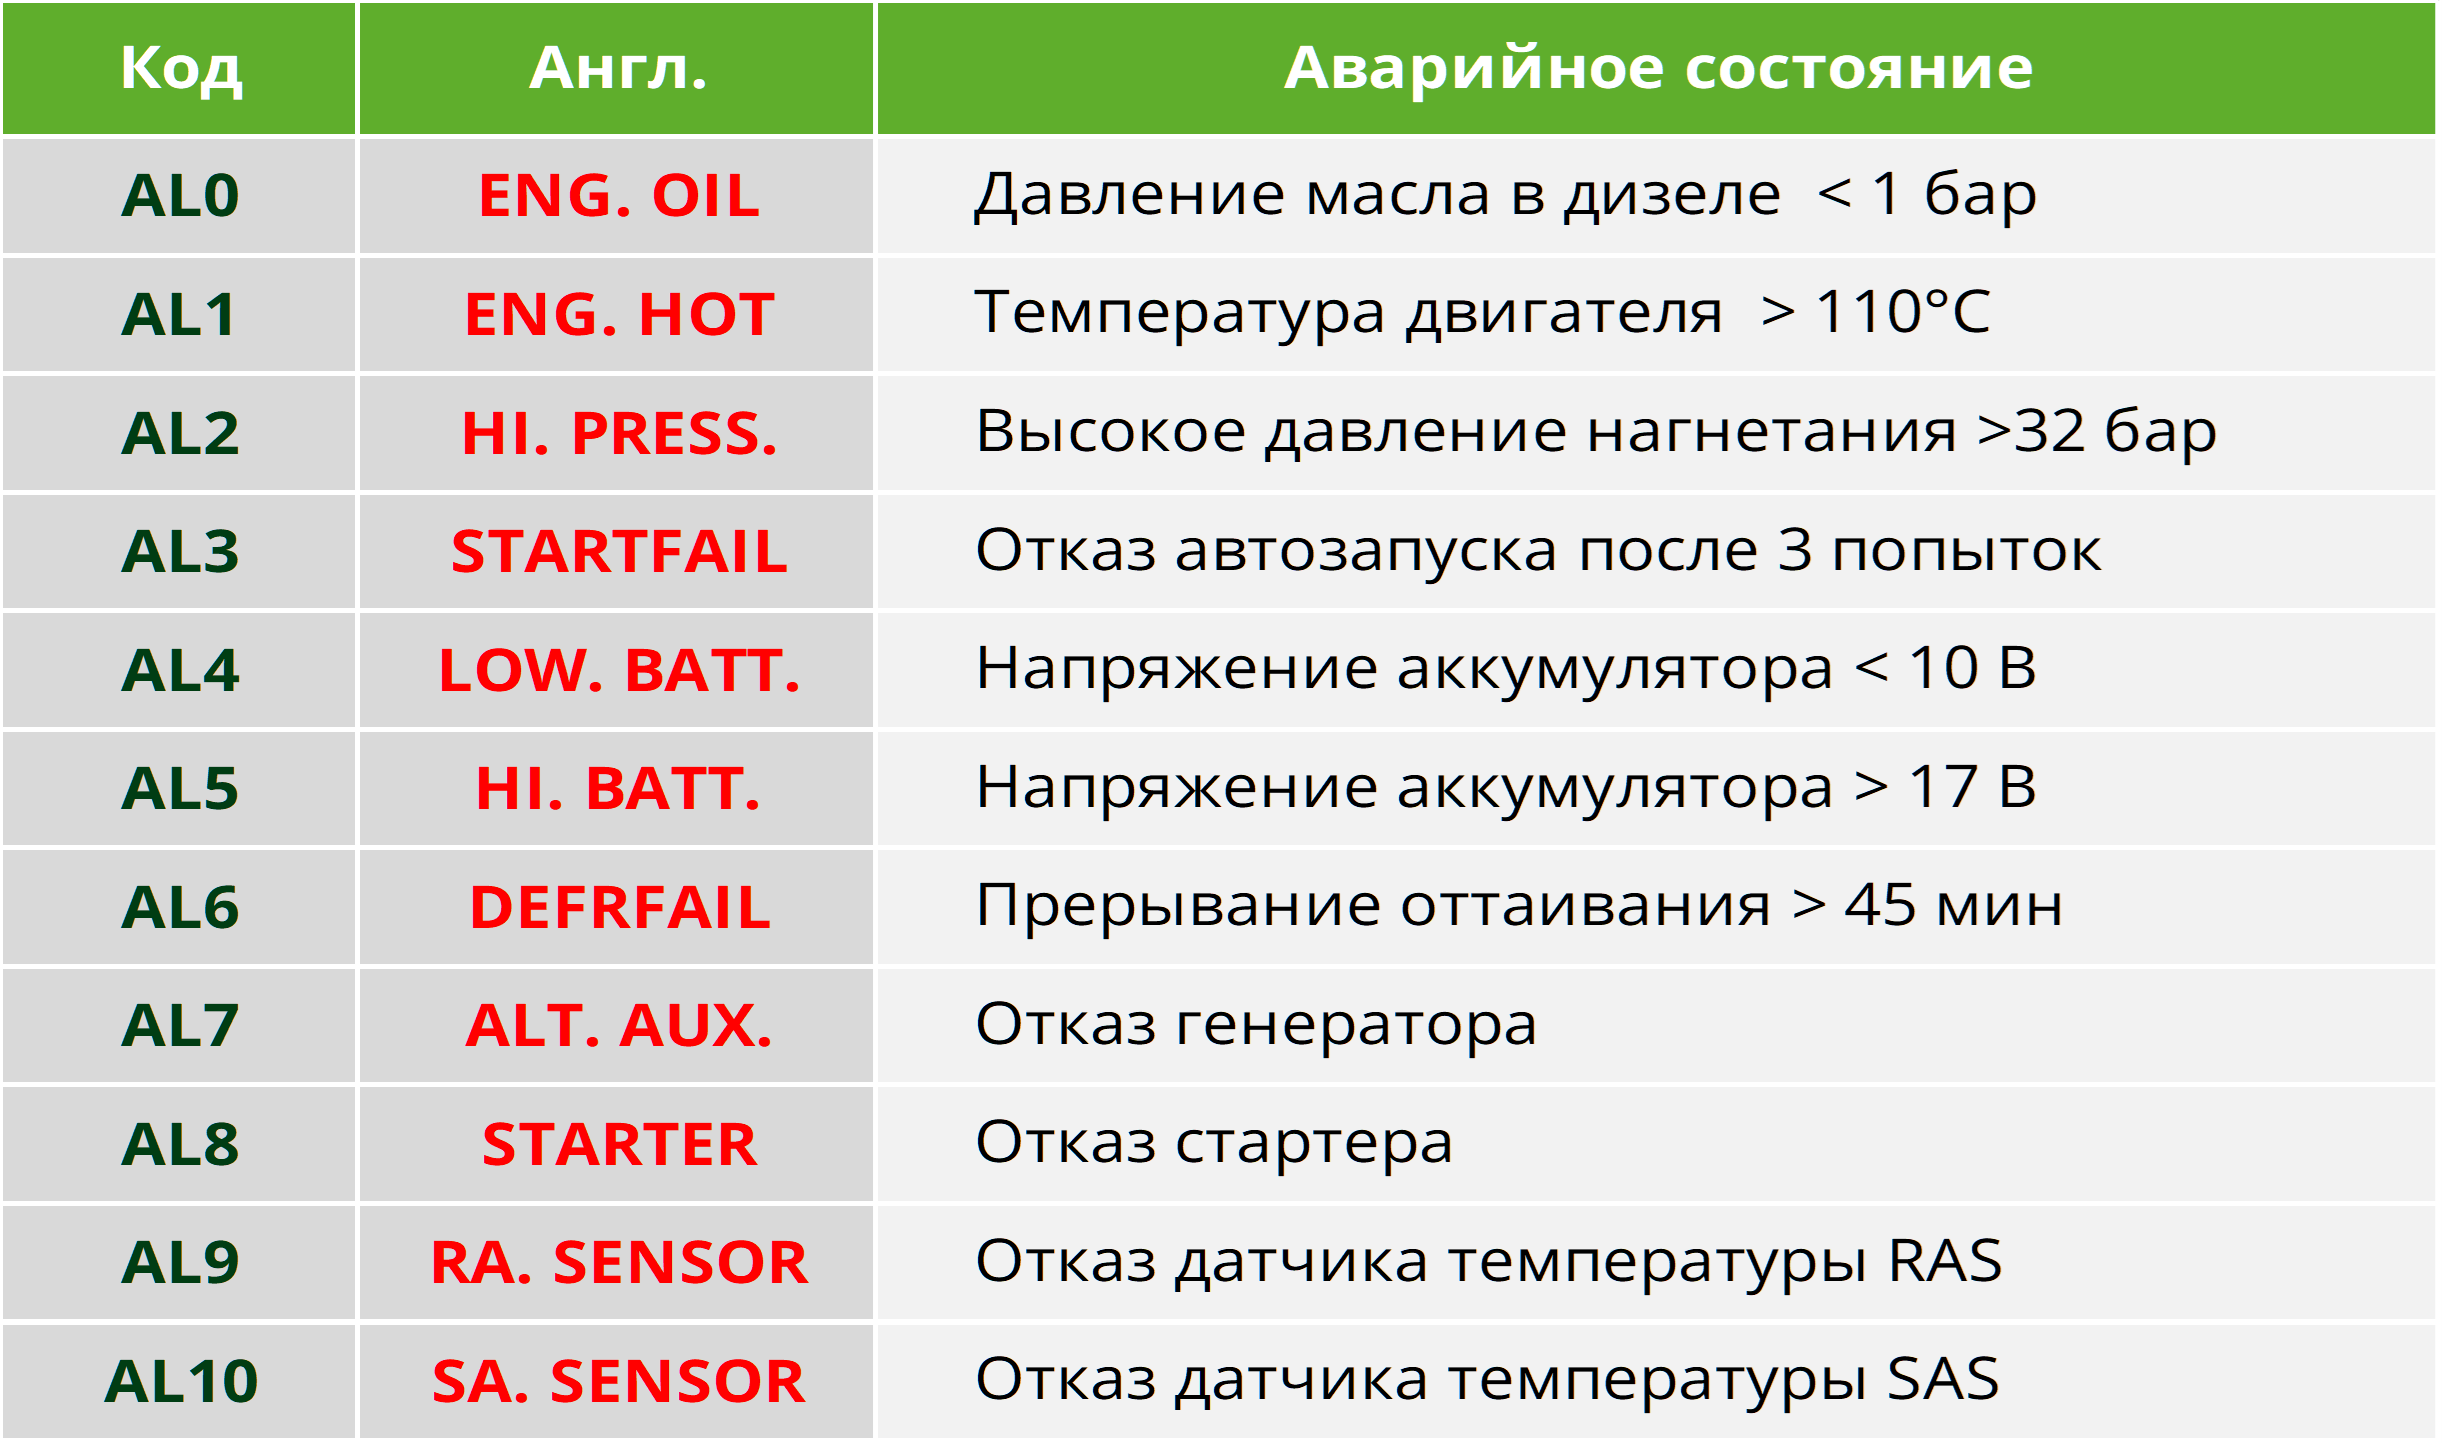 Код Англ. Аварийное состояние
AL0 ENG. OIL Давление масла в дизеле < 1 бар
AL1 ENG. HOT Температура двигателя > 110°C
AL2 HI. PRESS. Высокое давление нагнетания >32 бар
AL3 STARTFAIL Отказ автозапуска после 3 попыток
AL4 LOW. BATT. Напряжение аккумулятора < 10 В
AL5 HI. BATT. Напряжение аккумулятора > 17 В
AL6 DEFRFAIL Прерывание оттаивания > 45 мин
AL7 ALT. AUX. Отказ генератора
AL8 STARTER Отказ стартера
AL9 RA. SENSOR Отказ датчика температуры RAS
AL10 SA. SENSOR Отказ датчика температуры SAS